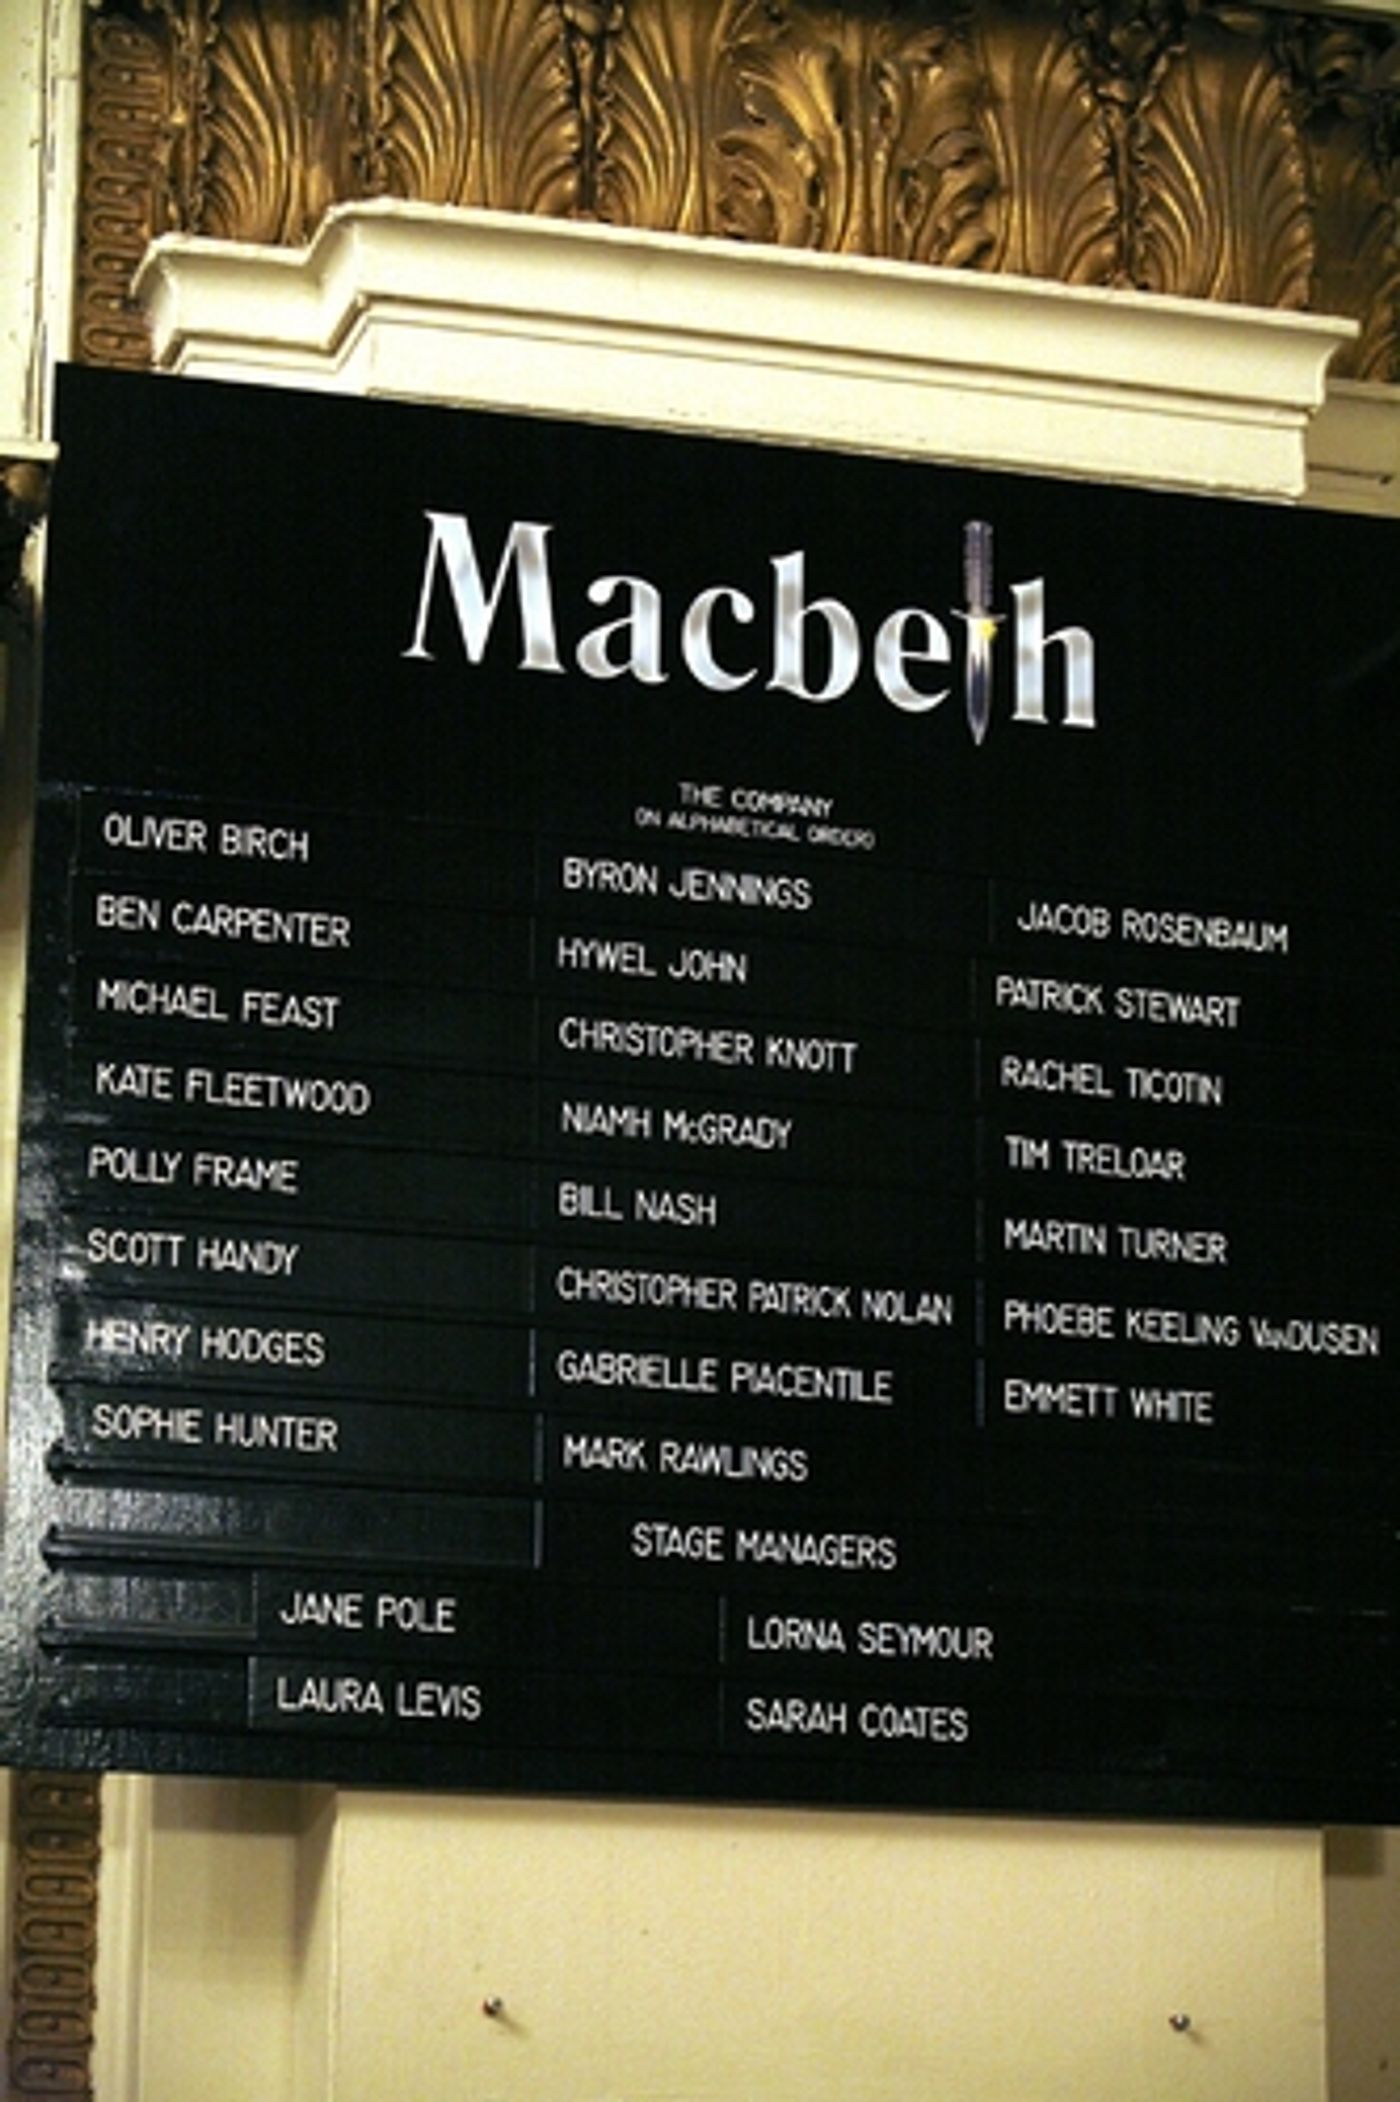 Macbeth
THE COMPANY
(IN ALPHABETICAL ORDER)
OLIVER BIRCH
BEN CARPENTER
MICHAEL FEAST
KATE FLEETWOOD
POLLY FRAME
SCOTT HANDY
HENRY HODGES
SOPHIE HUNTER
BYRON JENNINGS
HYWEL JOHN
CHRISTOPHER KNOTT
NIAMH McGRADY
BILL NASH
CHRISTOPHER PATRICK NOLAN
GABRIELLE PIACENTILE
MARK RAWLINGS
JACOB ROSENBAUM
PATRICK STEWART
RACHEL TICOTIN
TIM TRELOAR
MARTIN TURNER
PHOEBE KEELING VanDUSEN
EMMETT WHITE
STAGE MANAGERS
JANE POLE
LORNA SEYMOUR
LAURA LEVIS
SARAH COATES